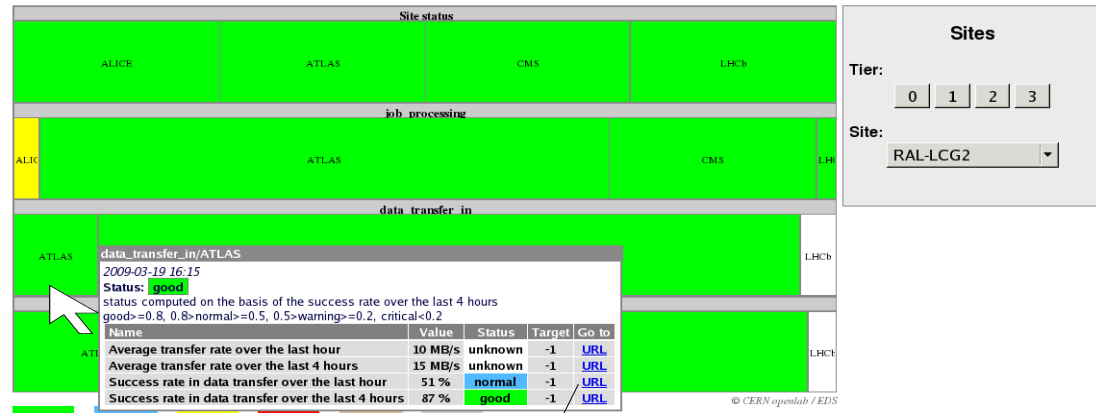 Site status
ALICE ATLAS CMS LHCb
job_processing
ATLAS CMS
data_transfer_in
ATLAS LHCb
data_transfer_in/ATLAS
2009-03-19 16:15
Status: good
status computed on the basis of the success rate over the last 4 hours
good>=0.8, 0.8>normal>=0.5, 0.5>warning>=0.2, critical<0.2
Name Value Status Target Go to
Average transfer rate over the last hour 10 MB/s unknown -1 URL
Average transfer rate over the last 4 hours 15 MB/s unknown -1 URL
Success rate in data transfer over the last hour 51 % normal -1 URL
Success rate in data transfer over the last 4 hours 87 % good -1 URL
© CERN openlab / EDS
Sites
Tier:
0 1 2 3
Site:
RAL-LCG2